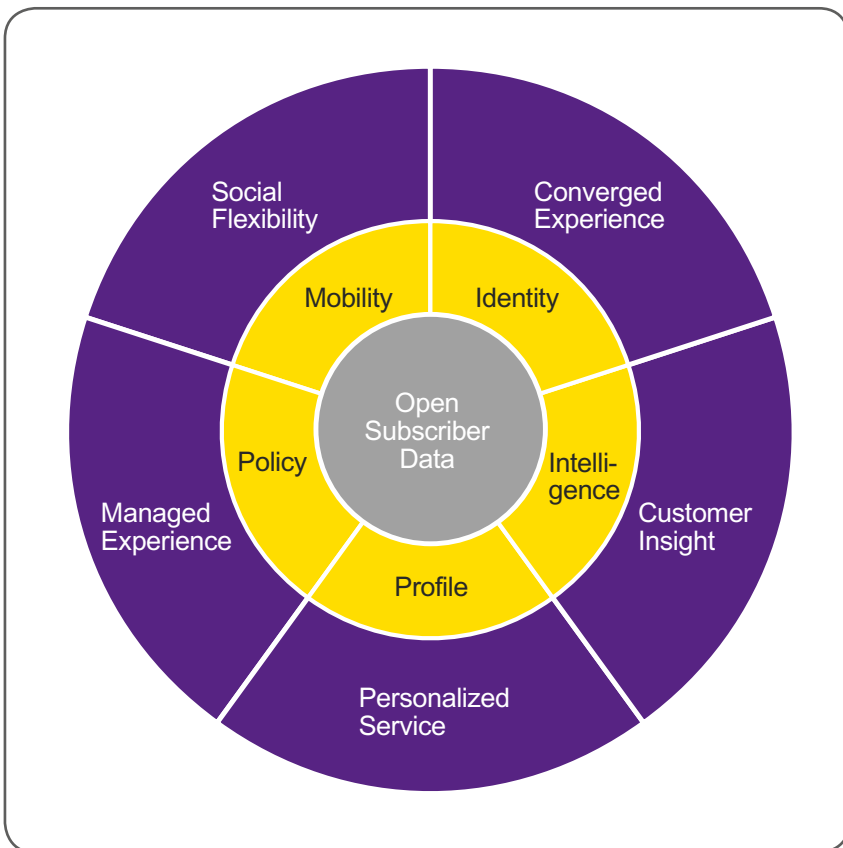 Social
Flexibility
Converged
Experience
Mobility
Identity
Open
Subscriber
Data
Policy
Intelli-
gence
Managed
Experience
Customer
Insight
Profile
Personalized
Service